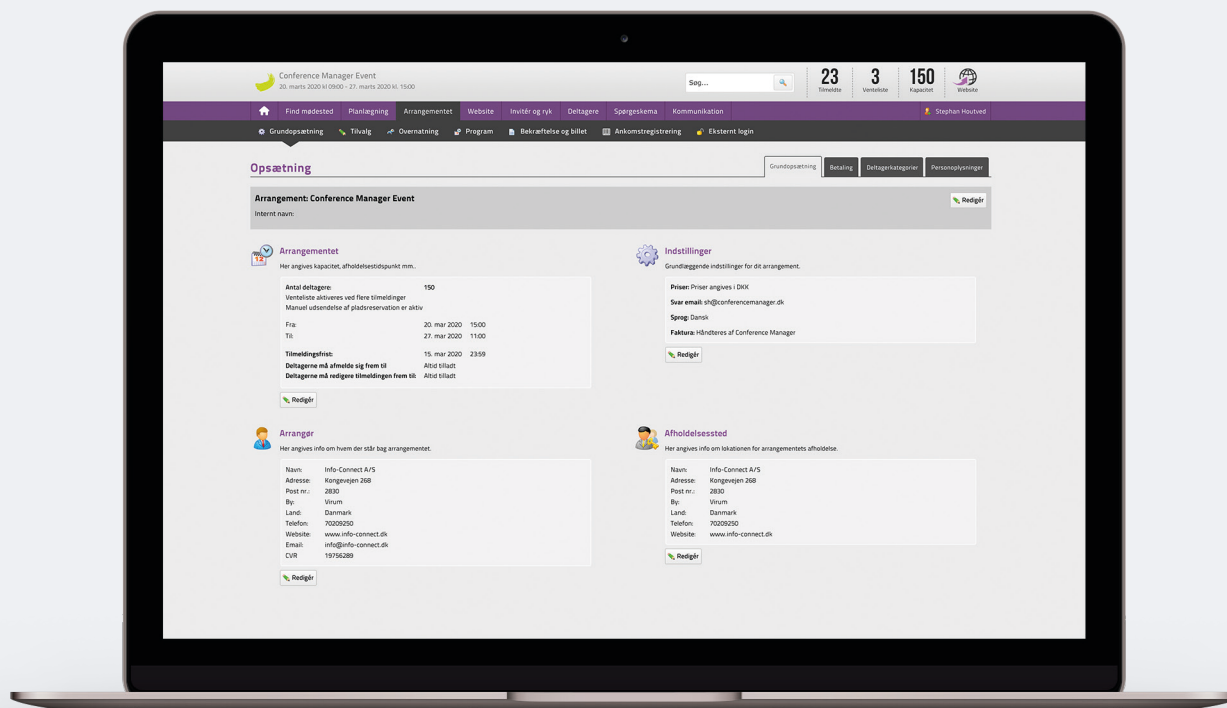 Conference Manager Event
20. marts 2020 kl 09:00 - 27. marts 2020 kl. 15:00
Søg...
23
Tilmeldte
3
Venteliste
150
Kapacitet
Website
Find mødested Planlægning Arrangementet Website Invitér og ryk Deltagere Spørgeskema Kommunikation Stephan Houtved
Grundopsætning Tilvalg Overnatning Program Bekræftelse og billet Ankomstregistrering Eksternt login
Opsætning
Grundopsætning Betaling Deltagerkategorier Personoplysninger
Arrangement: Conference Manager Event
Redigér
Internt navn:
Arrangementet
Her angives kapacitet, afholdelsestidspunkt mm..
Antal deltagere: 150
Venteliste aktiveres ved flere tilmeldinger
Manuel udsendelse af pladsreservation er aktiv
Fra: 20. mar 2020 15:00
Til: 27. mar 2020 11:00
Tilmeldingsfrist: 15. mar 2020 23:59
Deltagerne må afmelde sig frem til Altid tilladt
Deltagerne må redigere tilmeldingen frem til: Altid tilladt
Redigér
Indstillinger
Grundlæggende indstillinger for dit arrangement.
Priser: Priser angives i DKK
Svar email: sh@conferencemanager.dk
Sprog: Dansk
Faktura: Håndteres af Conference Manager
Redigér
Arrangør
Her angives info om hvem der står bag arrangementet.
Navn: Info-Connect A/S
Adresse: Kongevejen 268
Post nr.: 2830
By: Virum
Land: Danmark
Telefon: 70209250
Website: www.info-connect.dk
Email: info@info-connect.dk
CVR 19756289
Redigér
Afholdelsessted
Her angives info om lokationen for arrangementets afholdelse.
Navn: Info-Connect A/S
Adresse: Kongevejen 268
Post nr.: 2830
By: Virum
Land: Danmark
Telefon: 70209250
Website: www.info-connect.dk
Redigér